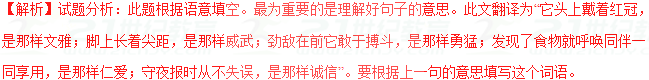 【解析】试题分析：此题根据语意填空。最为重要的是理解好句子的意思。此文翻译为“它头上戴着红冠，
是那样文雅；脚上长着尖距，是那样威武；劲敌在前它敢于搏斗，是那样勇猛；发现了食物就呼唤同伴一
同享用，是那样仁爱；守夜报时从不失误，是那样诚信”。要根据上一句的意思填写这个词语。